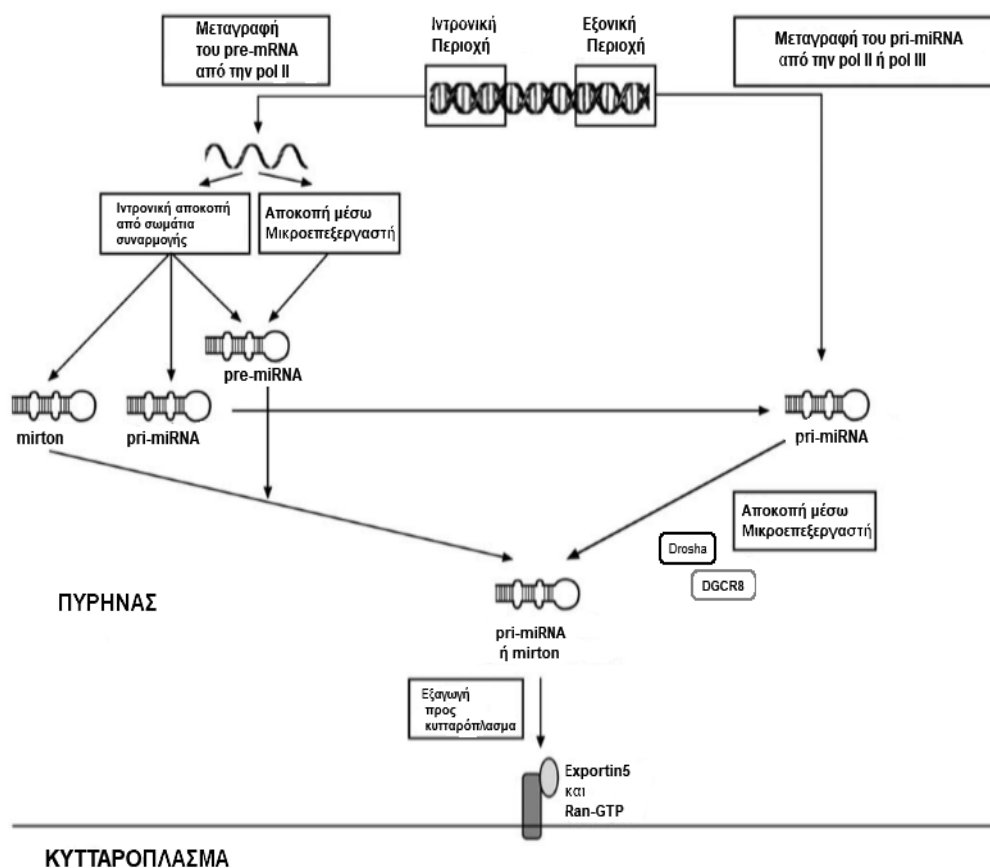 Μεταγραφή
του pre-mRNA
από την pol II
Ιντρονική
Περιοχή
Εξονική
Περιοχή
Μεταγραφή του pri-miRNA
από την pol II ή pol III
Ιντρονική αποκοπή
από σωμάτια
συναρμογής
Αποκοπή μέσω
Μικροεπεξεργαστή
pre-miRNA
mirton
pri-miRNA
pri-miRNA
Αποκοπή μέσω
Μικροεπεξεργαστή
Drosha
DGCR8
ΠΥΡΗΝΑΣ
pri-miRNA
ή mirton
Εξαγωγή
προς
κυτταρόπλασμα
Exportin5
και
Ran-GTP
ΚΥΤΤΑΡΟΠΛΑΣΜΑ